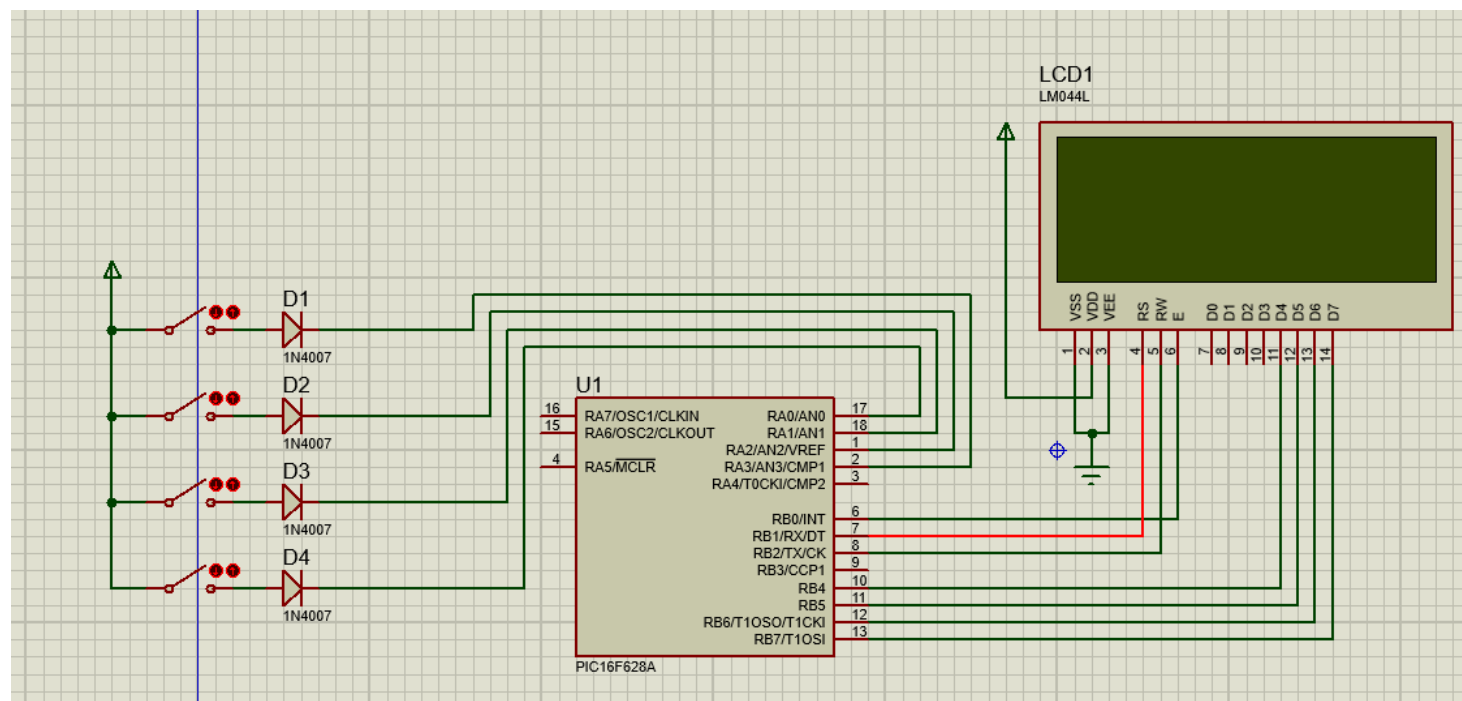 LCD1
LM044L
VSS
VDD
VEE
RS
RW
E
D0
D1
D2
D3
D4
D5
D6
D7
1
2
3
4
5
6
7
8
9
10
11
12
13
14
D1
1N4007
D2
1N4007
D3
1N4007
D4
1N4007
U1
16 RA7/OSC1/CLKIN
15 RA6/OSC2/CLKOUT
4 RA5/MCLR
RA0/AN0 17
RA1/AN1 18
RA2/AN2/VREF 1
RA3/AN3/CMP1 2
RA4/T0CKI/CMP2 3
RB0/INT 6
RB1/RX/DT 7
RB2/TX/CK 8
RB3/CCP1 9
RB4 10
RB5 11
RB6/T1OSO/T1CKI 12
RB7/T1OSI 13
PIC16F628A